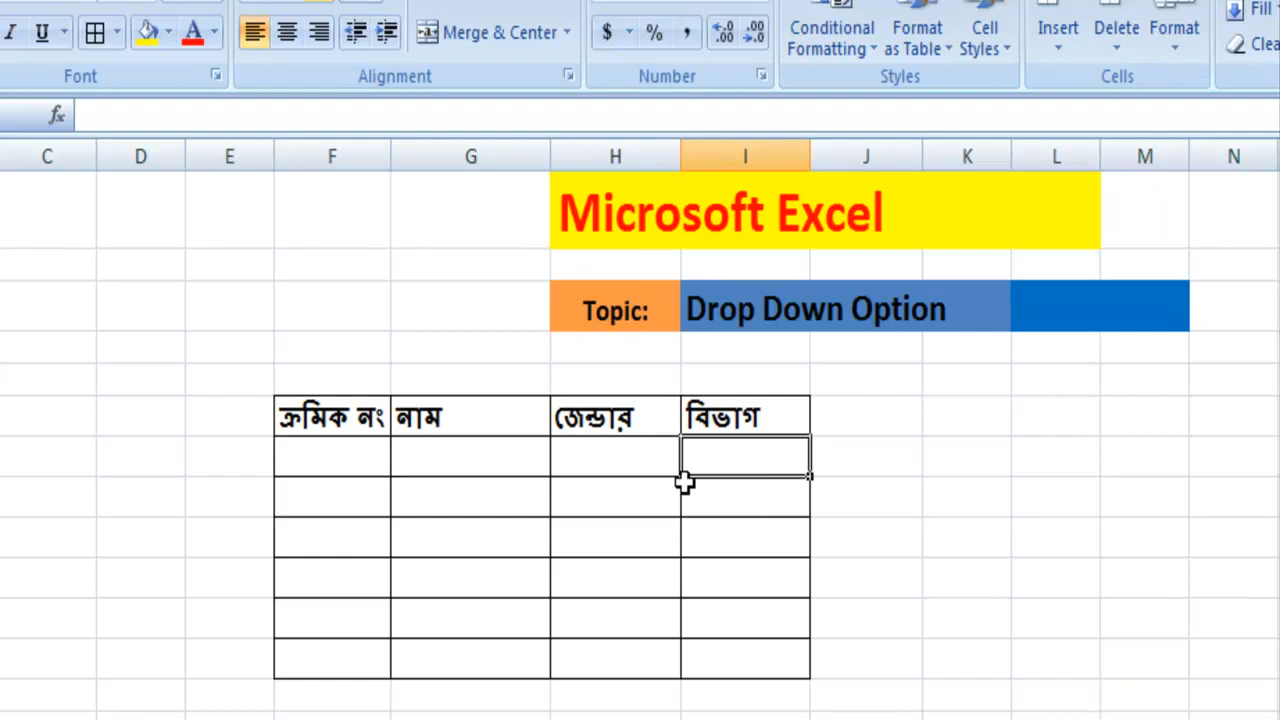 I U $ % , .00 .0 Conditional Formatting Format as Table Cell Styles Insert Delete Format Fill
Merge & Center
Font Alignment Number Styles Cells
fx
C D E F G H I J K L M N
Microsoft Excel
Topic: Drop Down Option
ক্রমিক নং নাম জেন্ডার বিভাগ